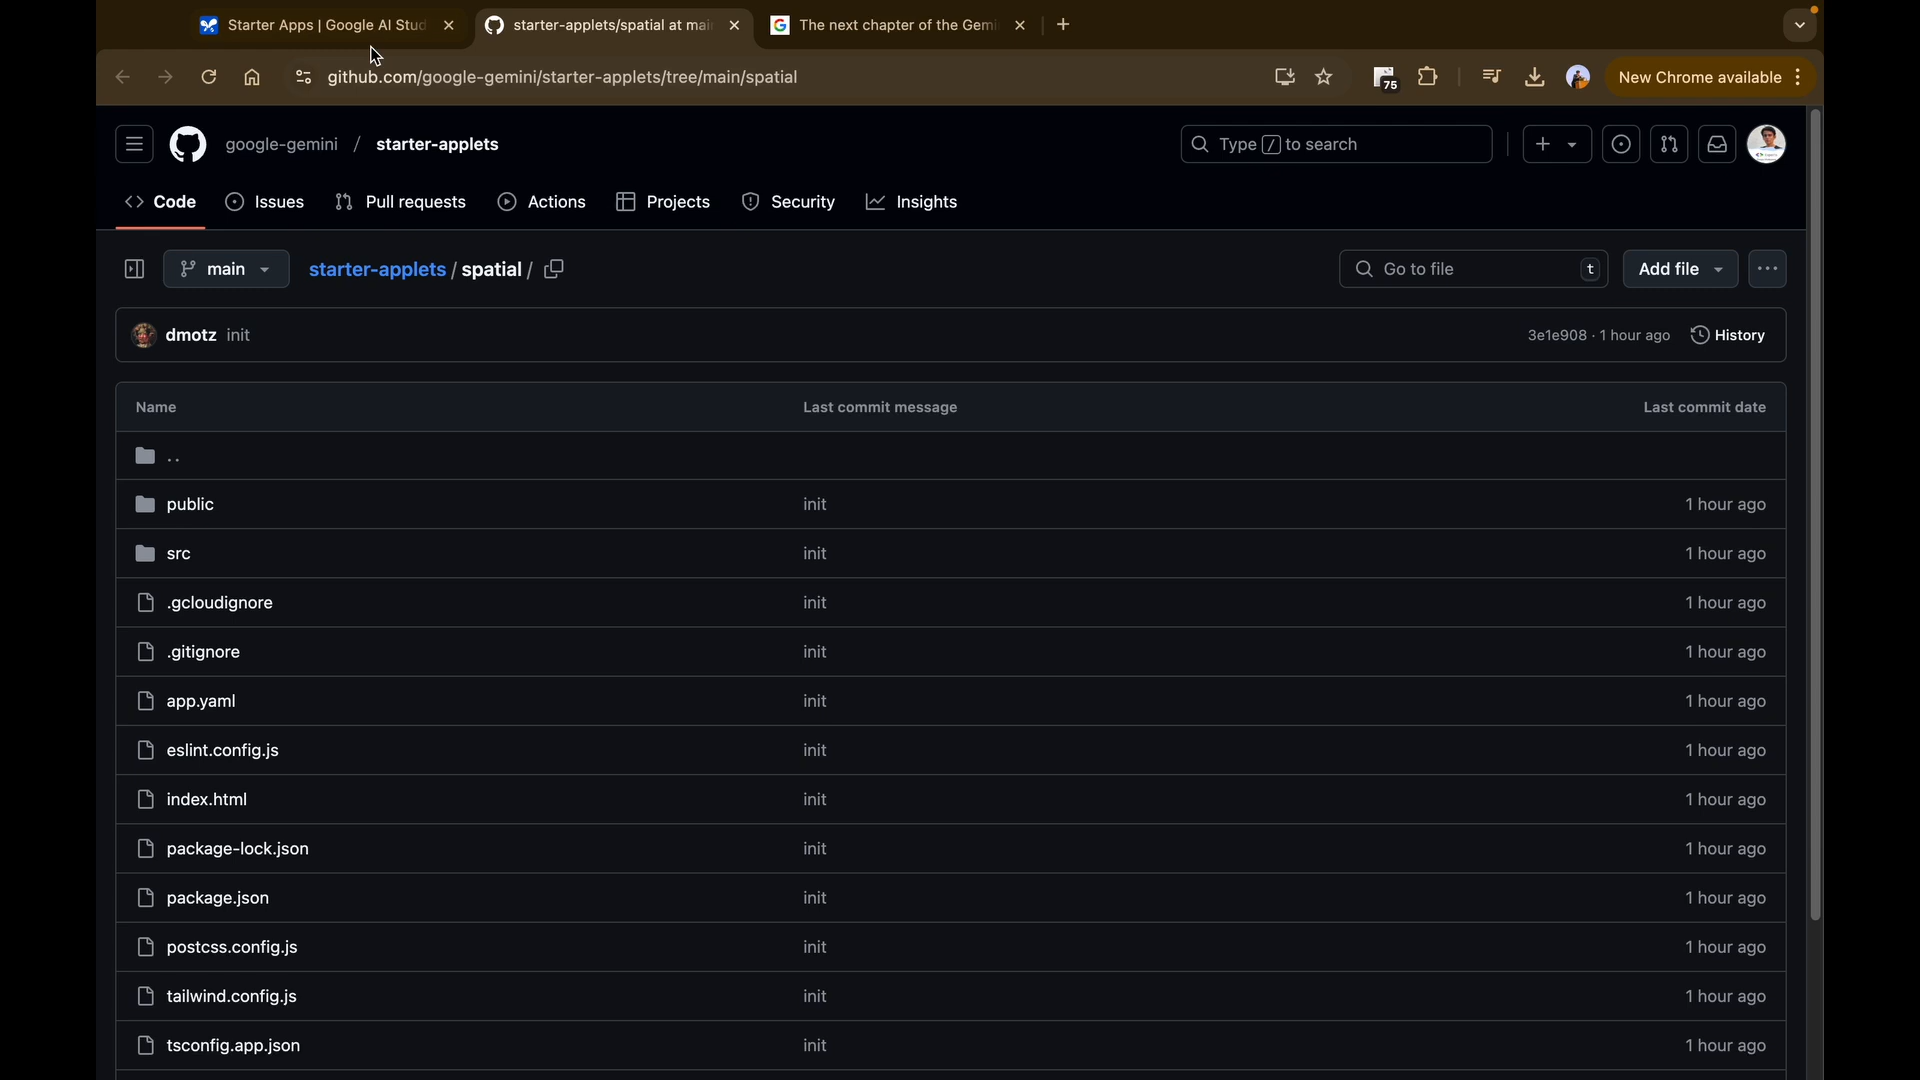 Starter Apps | Google AI Stud
starter-applets/spatial at mai
The next chapter of the Gemi
github.com/google-gemini/starter-applets/tree/main/spatial
75
New Chrome available
google-gemini / starter-applets
Type / to search
Code
Issues
Pull requests
Actions
Projects
Security
Insights
main
starter-applets / spatial /
Go to file
t
Add file
dmotz init
3e1e908 · 1 hour ago
History
Name Last commit message Last commit date
..
public init 1 hour ago
src init 1 hour ago
.gcloudignore init 1 hour ago
.gitignore init 1 hour ago
app.yaml init 1 hour ago
eslint.config.js init 1 hour ago
index.html init 1 hour ago
package-lock.json init 1 hour ago
package.json init 1 hour ago
postcss.config.js init 1 hour ago
tailwind.config.js init 1 hour ago
tsconfig.app.json init 1 hour ago